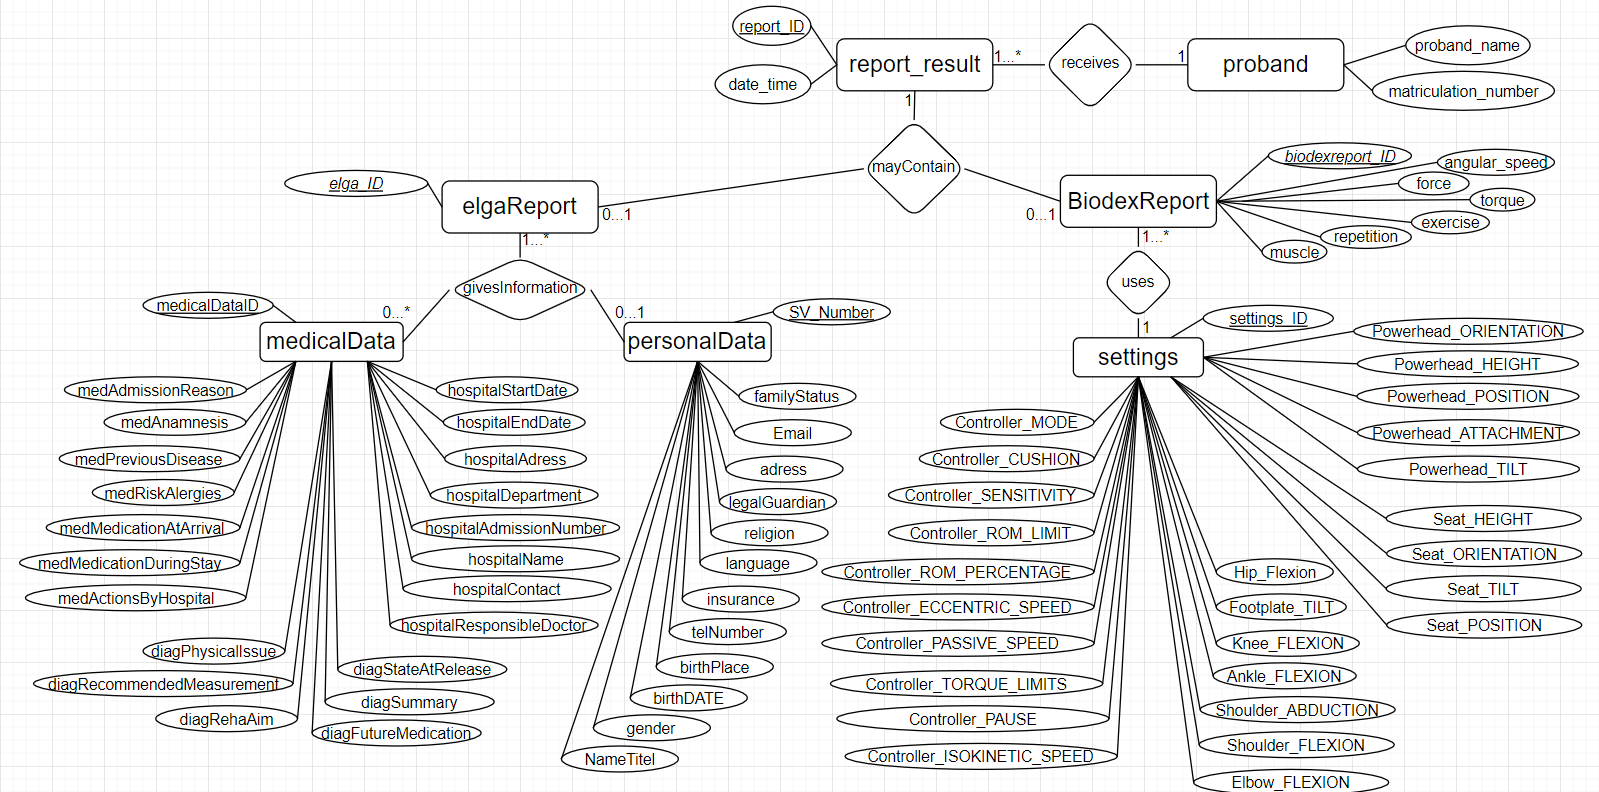 report_ID
date_time
report_result
1...*
receives
1
proband
proband_name
matriculation_number
1
mayContain
elga_ID
elgaReport
0...1
1...*
0...1
BiodexReport
1...*
biodexreport_ID
angular_speed
force
torque
exercise
repetition
muscle
givesInformation
0...*
0...1
uses
1
medicalDataID
medicalData
medAdmissionReason
medAnamnesis
medPreviousDisease
medRiskAlergies
medMedicationAtArrival
medMedicationDuringStay
medActionsByHospital
diagPhysicalIssue
diagRecommendedMeasurement
diagRehaAim
hospitalStartDate
hospitalEndDate
hospitalAdress
hospitalDepartment
hospitalAdmissionNumber
hospitalName
hospitalContact
hospitalResponsibleDoctor
diagStateAtRelease
diagSummary
diagFutureMedication
SV_Number
personalData
familyStatus
Email
adress
legalGuardian
religion
language
insurance
telNumber
birthPlace
birthDATE
gender
NameTitel
settings_ID
settings
Controller_MODE
Controller_CUSHION
Controller_SENSITIVITY
Controller_ROM_LIMIT
Controller_ROM_PERCENTAGE
Controller_ECCENTRIC_SPEED
Controller_PASSIVE_SPEED
Controller_TORQUE_LIMITS
Controller_PAUSE
Controller_ISOKINETIC_SPEED
Powerhead_ORIENTATION
Powerhead_HEIGHT
Powerhead_POSITION
Powerhead_ATTACHMENT
Powerhead_TILT
Seat_HEIGHT
Seat_ORIENTATION
Seat_TILT
Seat_POSITION
Hip_Flexion
Footplate_TILT
Knee_FLEXION
Ankle_FLEXION
Shoulder_ABDUCTION
Shoulder_FLEXION
Elbow_FLEXION